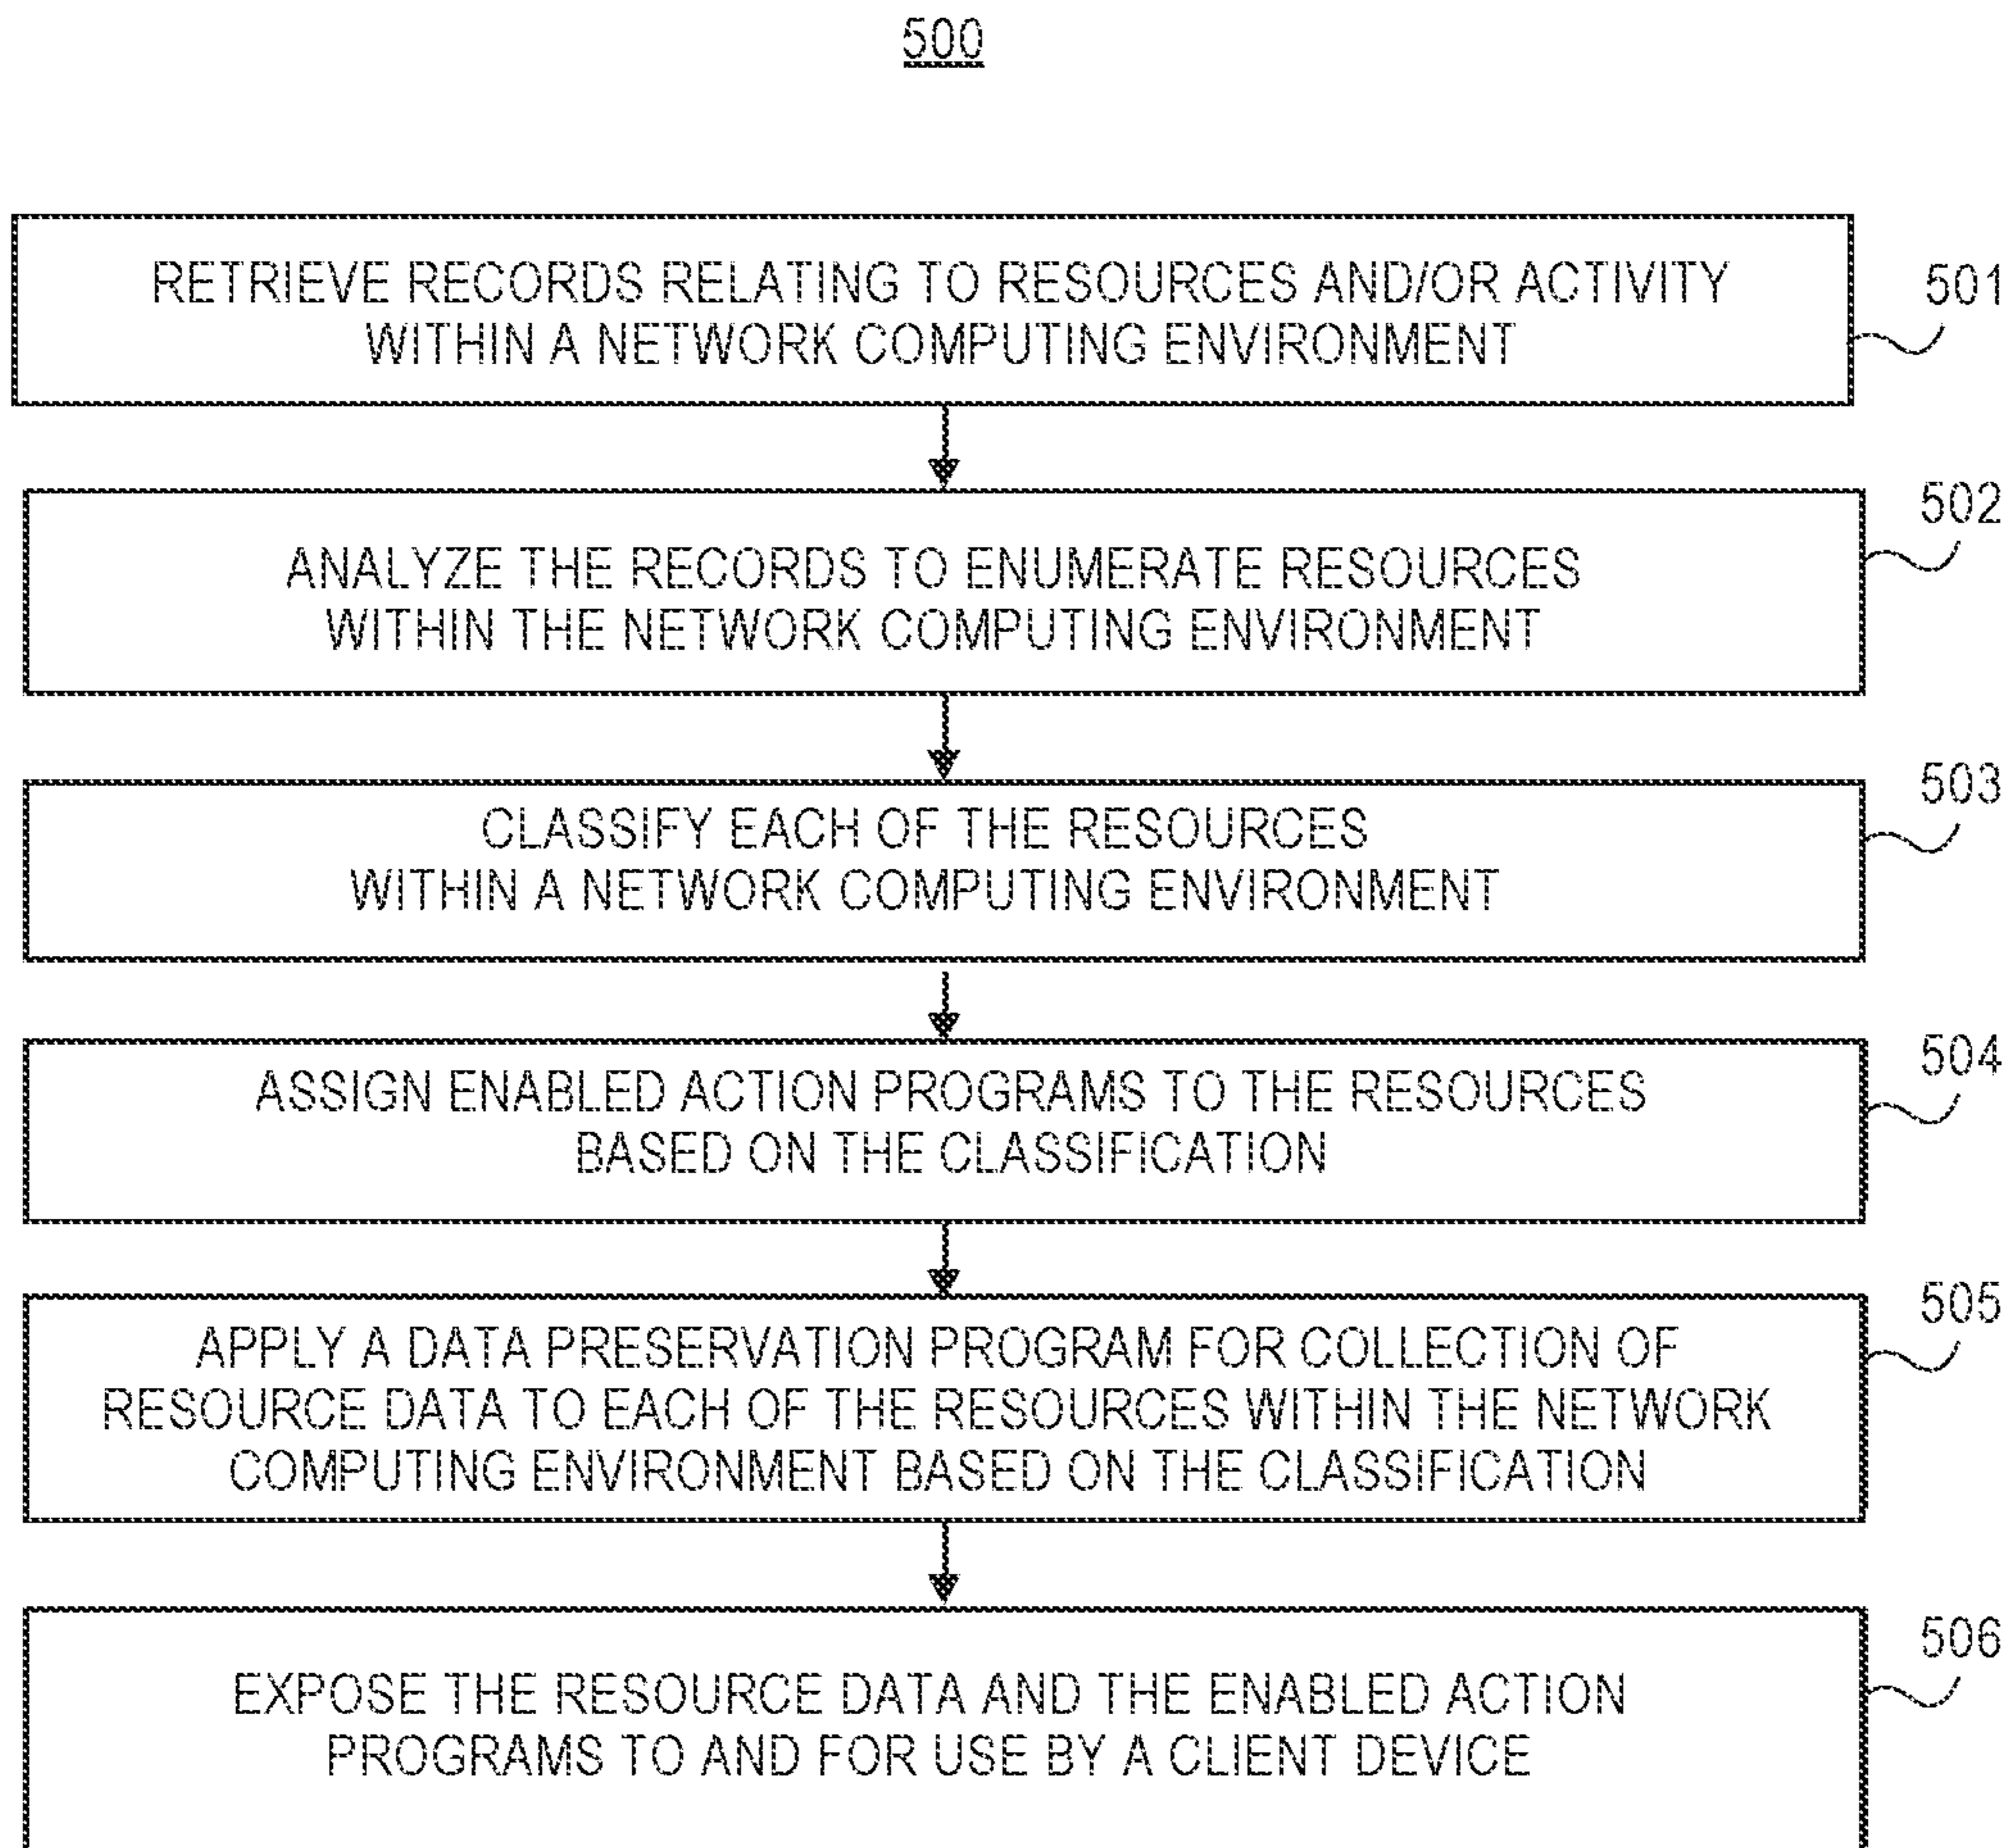 500
RETRIEVE RECORDS RELATING TO RESOURCES AND/OR ACTIVITY
WITHIN A NETWORK COMPUTING ENVIRONMENT
501
ANALYZE THE RECORDS TO ENUMERATE RESOURCES
WITHIN THE NETWORK COMPUTING ENVIRONMENT
502
CLASSIFY EACH OF THE RESOURCES
WITHIN A NETWORK COMPUTING ENVIRONMENT
503
ASSIGN ENABLED ACTION PROGRAMS TO THE RESOURCES
BASED ON THE CLASSIFICATION
504
APPLY A DATA PRESERVATION PROGRAM FOR COLLECTION OF
RESOURCE DATA TO EACH OF THE RESOURCES WITHIN THE NETWORK
COMPUTING ENVIRONMENT BASED ON THE CLASSIFICATION
505
EXPOSE THE RESOURCE DATA AND THE ENABLED ACTION
PROGRAMS TO AND FOR USE BY A CLIENT DEVICE
506